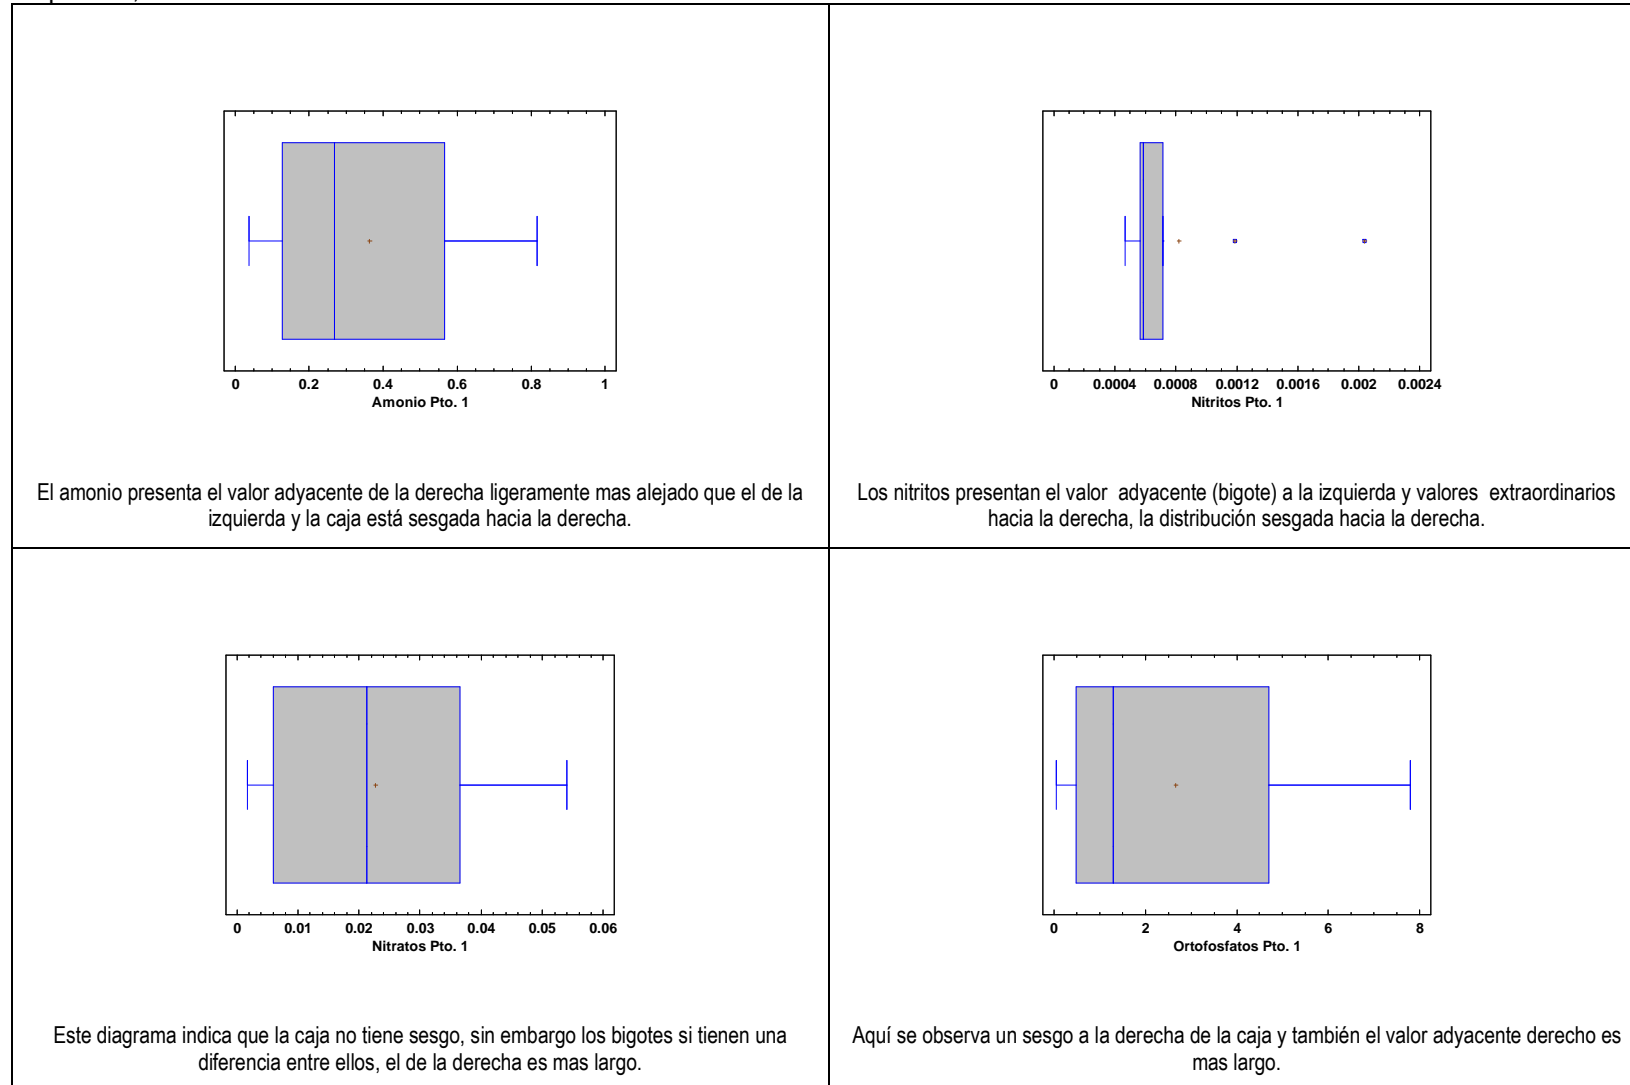 0 0.2 0.4 0.6 0.8 1
Amonio Pto. 1
El amonio presenta el valor adyacente de la derecha ligeramente mas alejado que el de la
izquierda y la caja está sesgada hacia la derecha.
0 0.0004 0.0008 0.0012 0.0016 0.002 0.0024
Nitritos Pto. 1
Los nitritos presentan el valor adyacente (bigote) a la izquierda y valores extraordinarios
hacia la derecha, la distribución sesgada hacia la derecha.
0 0.01 0.02 0.03 0.04 0.05 0.06
Nitratos Pto. 1
Este diagrama indica que la caja no tiene sesgo, sin embargo los bigotes si tienen una
diferencia entre ellos, el de la derecha es mas largo.
0 2 4 6 8
Ortofosfatos Pto. 1
Aquí se observa un sesgo a la derecha de la caja y también el valor adyacente derecho es
mas largo.